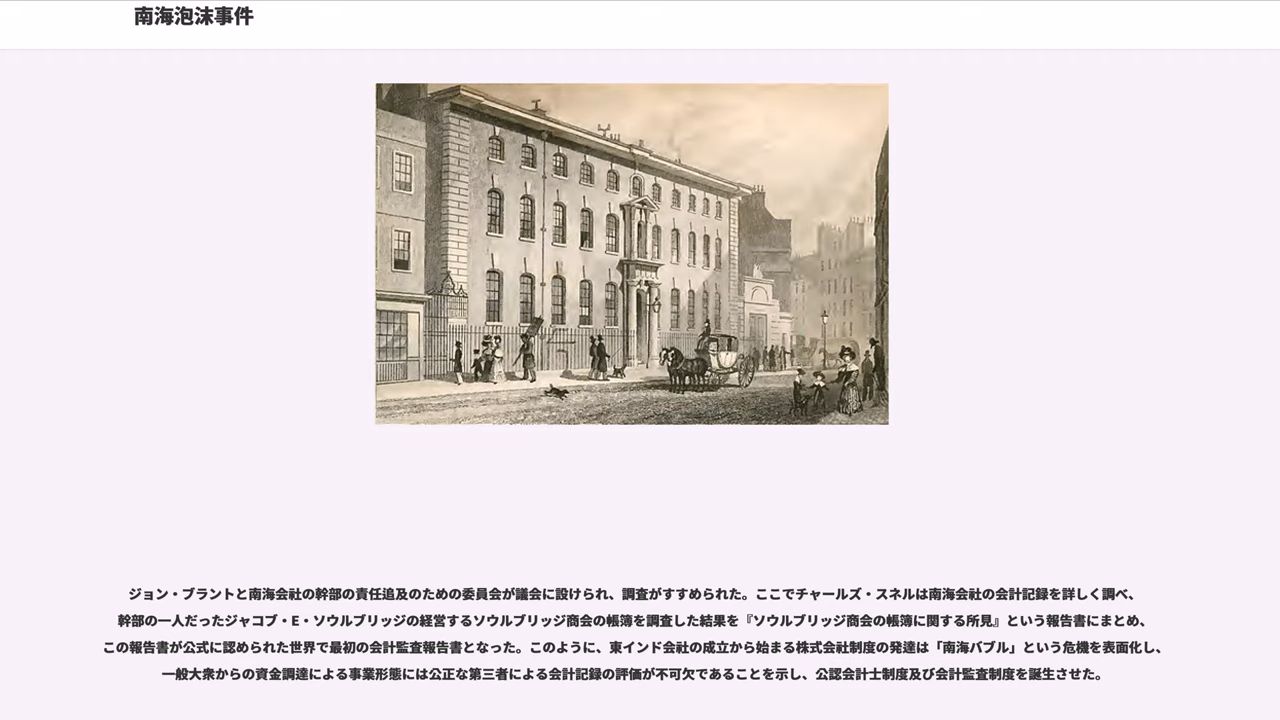 南海泡沫事件
ジョン・ブラントと南海会社の幹部の責任追及のための委員会が議会に設けられ、調査がすすめられた。ここでチャールズ・スネルは南海会社の会計記録を詳しく調べ、
幹部の一人だったジャコブ・E・ソウルブリッジの経営するソウルブリッジ商会の帳簿を調査した結果を『ソウルブリッジ商会の帳簿に関する所見』という報告書にまとめ、
この報告書が公式に認められた世界で最初の会計監査報告書となった。このように、東インド会社の成立から始まる株式会社制度の発達は「南海バブル」という危機を表面化し、
一般大衆からの資金調達による事業形態には公正な第三者による会計記録の評価が不可欠であることを示し、公認会計士制度及び会計監査制度を誕生させた。